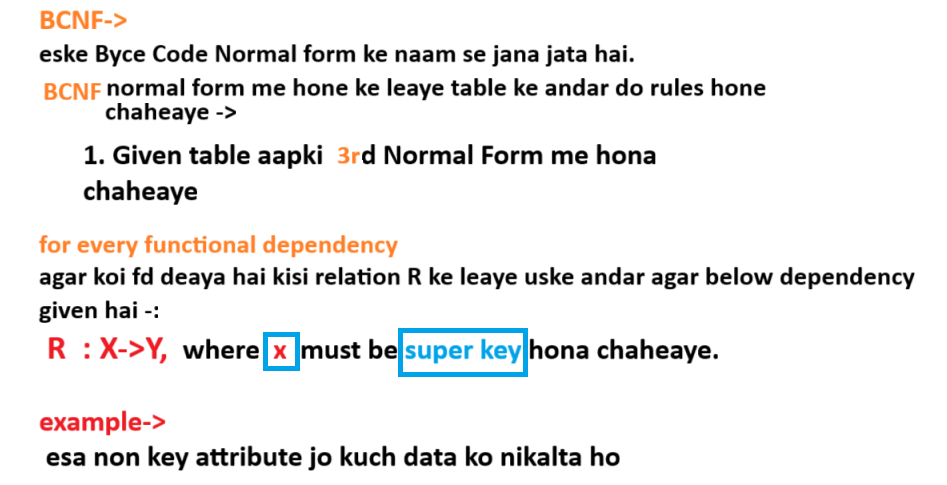 BCNF->
eske Byce Code Normal form ke naam se jana jata hai.
BCNF normal form me hone ke leaye table ke andar do rules hone
chaheaye ->
1. Given table aapki 3rd Normal Form me hona
chaheaye
for every functional dependency
agar koi fd deaya hai kisi relation R ke leaye uske andar agar below dependency
given hai -:
R : X->Y, where x must be super key hona chaheaye.
example->
esa non key attribute jo kuch data ko nikalta ho